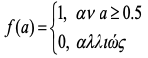 f(a) = { 1, αν a ≥ 0.5
0, αλλιώς